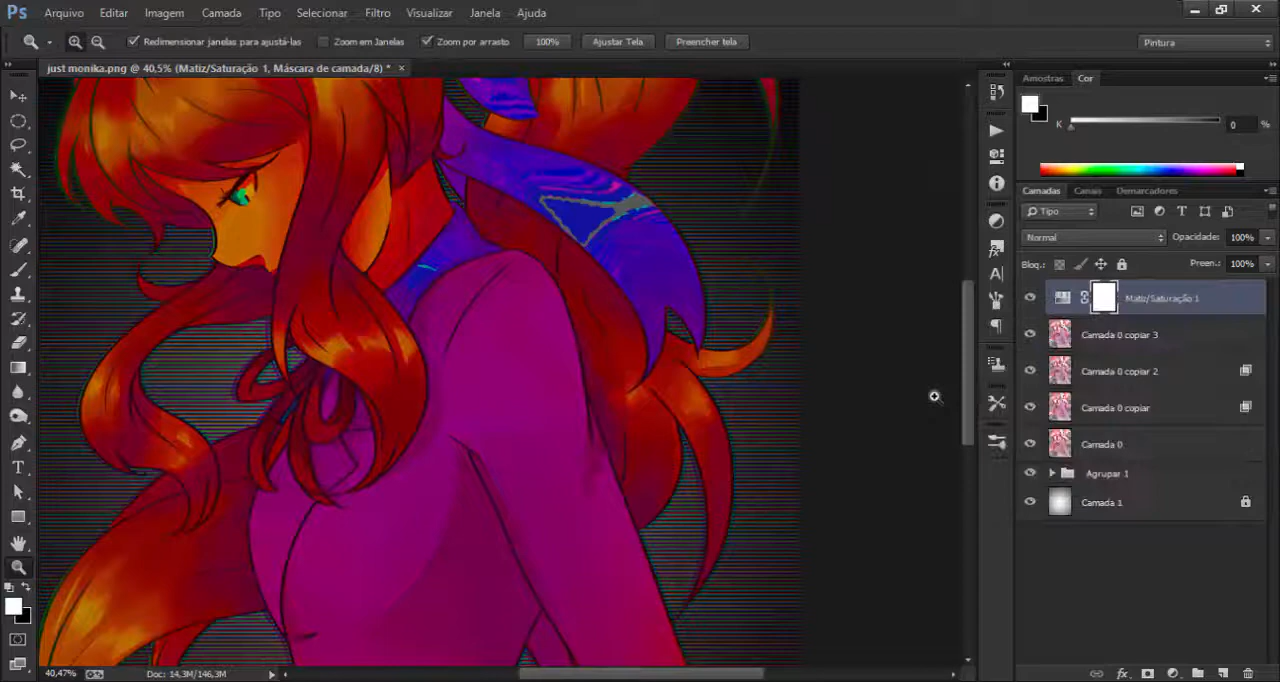 Ps Arquivo Editar Imagem Camada Tipo Selecionar Filtro Visualizar Janela Ajuda
Redimensionar janelas para ajustá-las Zoom em Janelas Zoom por arrasto 100% Ajustar Tela Preencher tela Pintura
just monika.png @ 40,5% (Matiz/Saturação 1, Máscara de camada/8) * ×
Amostras Cor
K 0 %
Camadas Canais Demarcadores
Tipo
Normal Opacidade: 100%
Bloq.: Preen.: 100%
Matiz/Saturação 1
Camada 0 copiar 3
Camada 0 copiar 2
Camada 0 copiar
Camada 0
Agrupar 1
Camada 1
40,47% Doc: 14,3M/146,3M